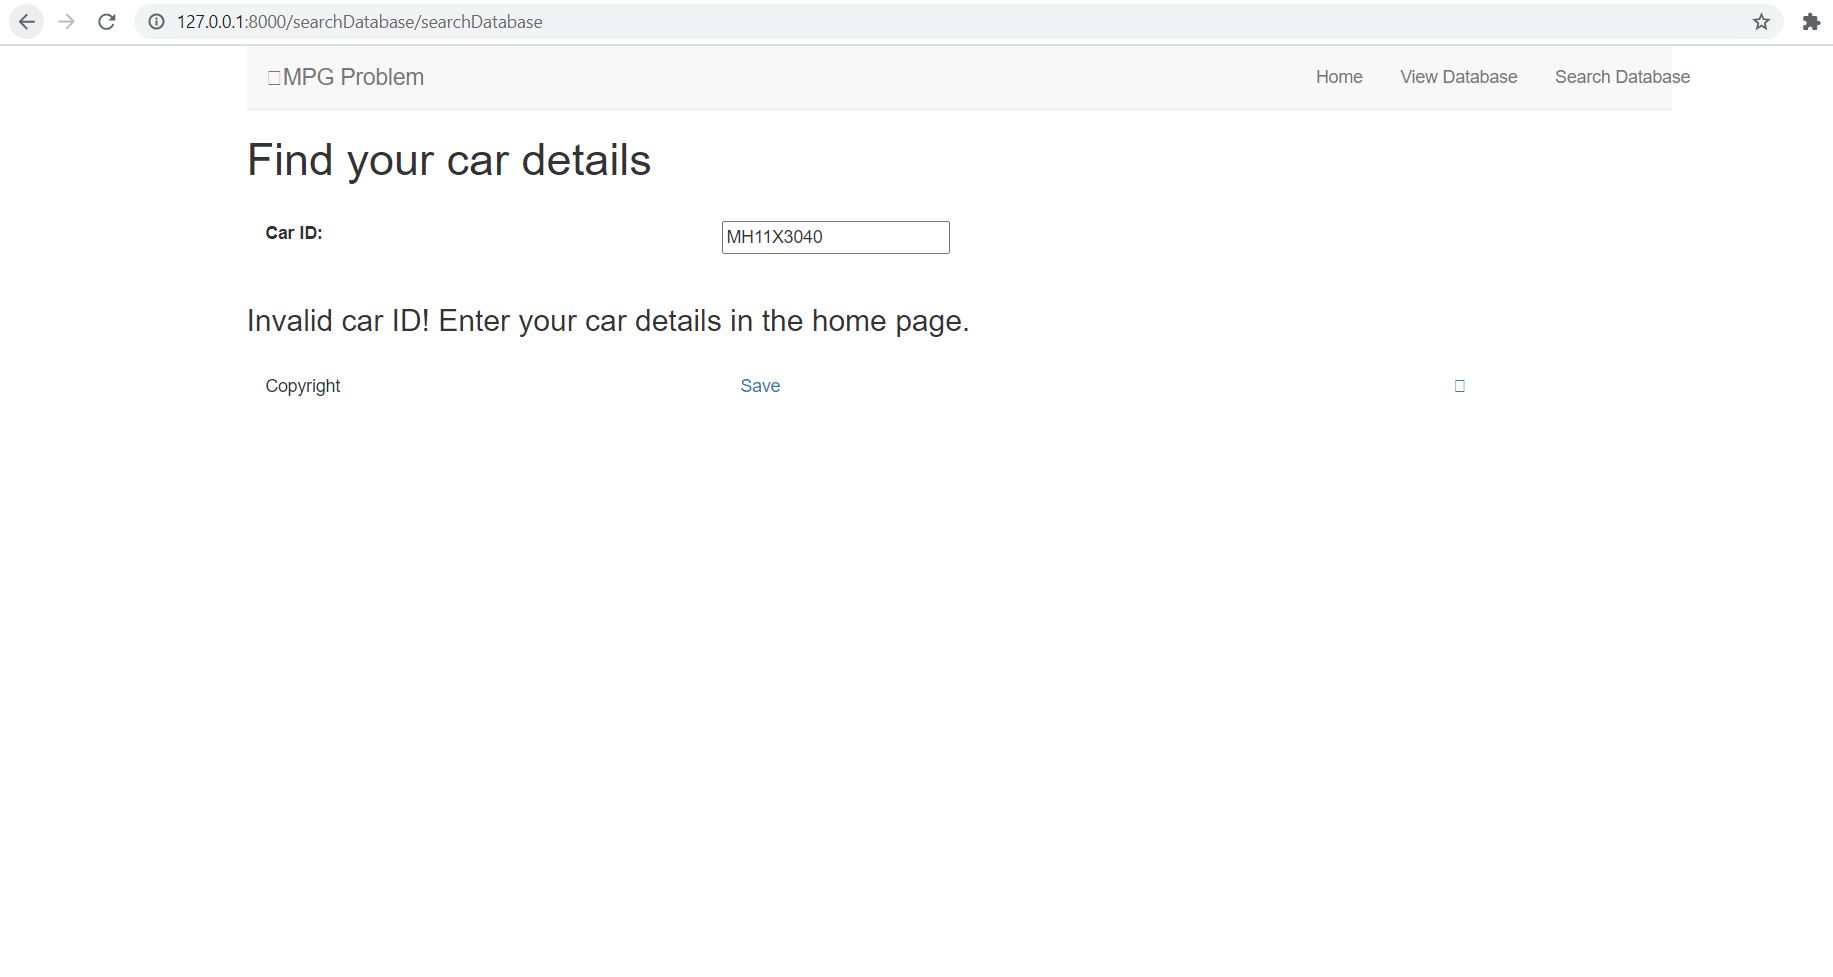 127.0.0.1:8000/searchDatabase/searchDatabase
MPG Problem Home View Database Search Database
Find your car details
Car ID: MH11X3040
Invalid car ID! Enter your car details in the home page.
Copyright Save